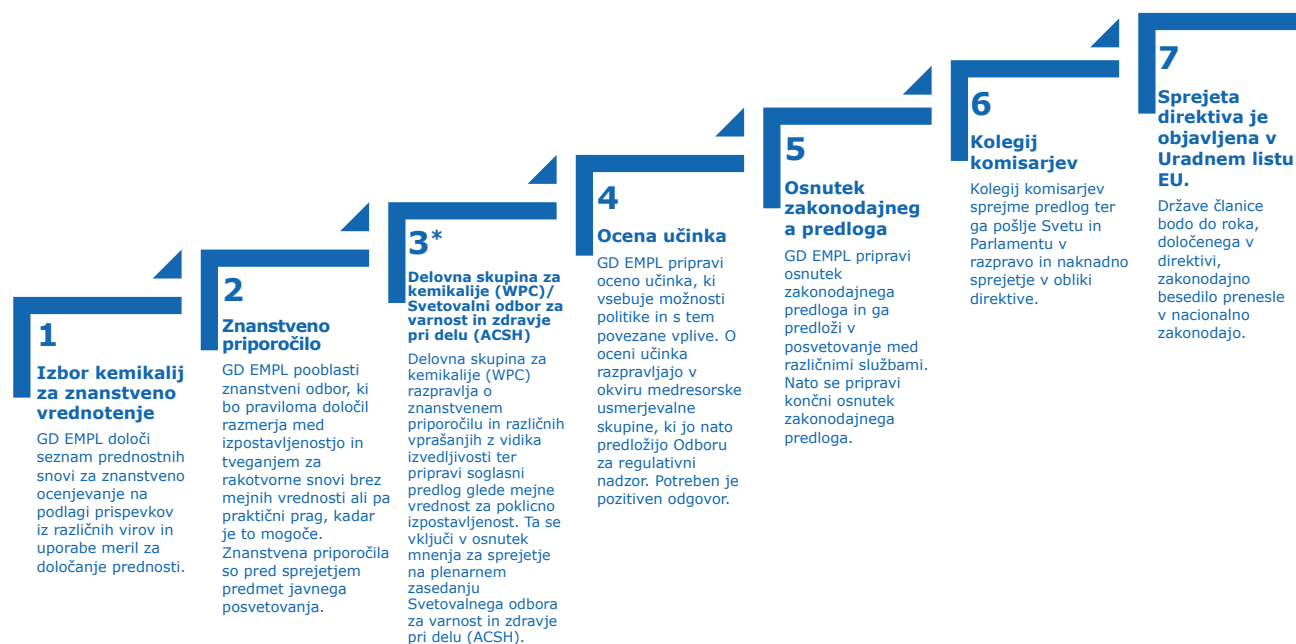 1
Izbor kemikalij
za znanstveno
vrednotenje
GD EMPL določi
seznam prednostnih
snovi za znanstveno
ocenjevanje na
podlagi prispevkov
iz različnih virov in
uporabe meril za
določanje prednosti.
2
Znanstveno
priporočilo
GD EMPL pooblasti
znanstveni odbor, ki
bo praviloma določil
razmerja med
izpostavljenostjo in
tveganjem za
rakotvorne snovi brez
mejnih vrednosti ali pa
praktični prag, kadar
je to mogoče.
Znanstvena priporočila
so pred sprejetjem
predmet javnega
posvetovanja.
3*
Delovna skupina za
kemikalije (WPC)/
Svetovalni odbor za
varnost in zdravje
pri delu (ACSH)
Delovna skupina za
kemikalije (WPC)
razpravlja o
znanstvenem
priporočilu in različnih
vprašanjih z vidika
izvedljivosti ter
pripravi soglasni
predlog glede mejne
vrednost za poklicno
izpostavljenost. Ta se
vključi v osnutek
mnenja za sprejetje
na plenarnem
zasedanju
Svetovalnega odbora
za varnost in zdravje
pri delu (ACSH).
4
Ocena učinka
GD EMPL pripravi
oceno učinka, ki
vsebuje možnosti
politike in s tem
povezane vplive. O
oceni učinka
razpravljajo v
okviru medresorske
usmerjevalne
skupine, ki jo nato
predložijo Odboru
za regulativni
nadzor. Potreben je
pozitiven odgovor.
5
Osnutek
zakonodajneg
a predloga
GD EMPL pripravi
osnutek
zakonodajnega
predloga in ga
predloži v
posvetovanje med
različnimi službami.
Nato se pripravi
končni osnutek
zakonodajnega
predloga.
6
Kolegij
komisarjev
Kolegij komisarjev
sprejme predlog ter
ga pošlje Svetu in
Parlamentu v
razpravo in naknadno
sprejetje v obliki
direktive.
7
Sprejeta
direktiva je
objavljena v
Uradnem listu
EU.
Države članice
bodo do roka,
določenega v
direktivi,
zakonodajno
besedilo prenesle
v nacionalno
zakonodajo.